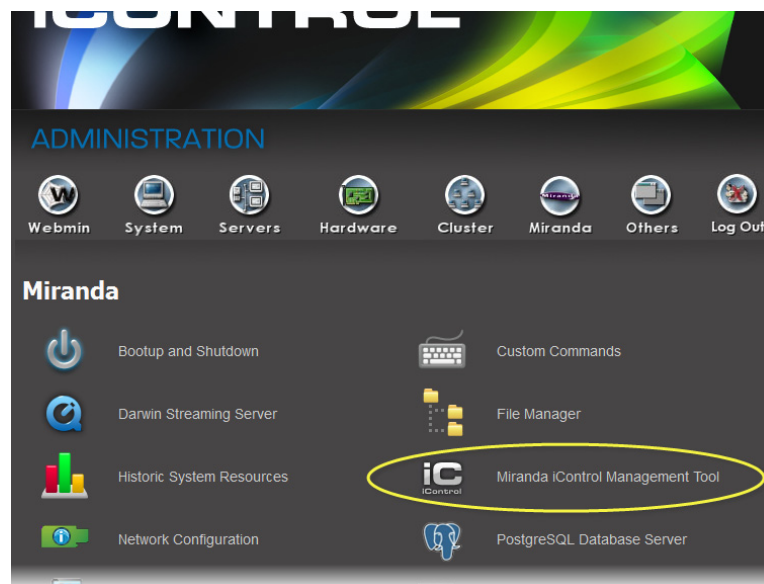 iCONTROL
ADMINISTRATION
Webmin System Servers Hardware Cluster Miranda Others Log Out
Miranda
Bootup and Shutdown Custom Commands
Darwin Streaming Server File Manager
Historic System Resources iC iControl Miranda iControl Management Tool
Network Configuration PostgreSQL Database Server